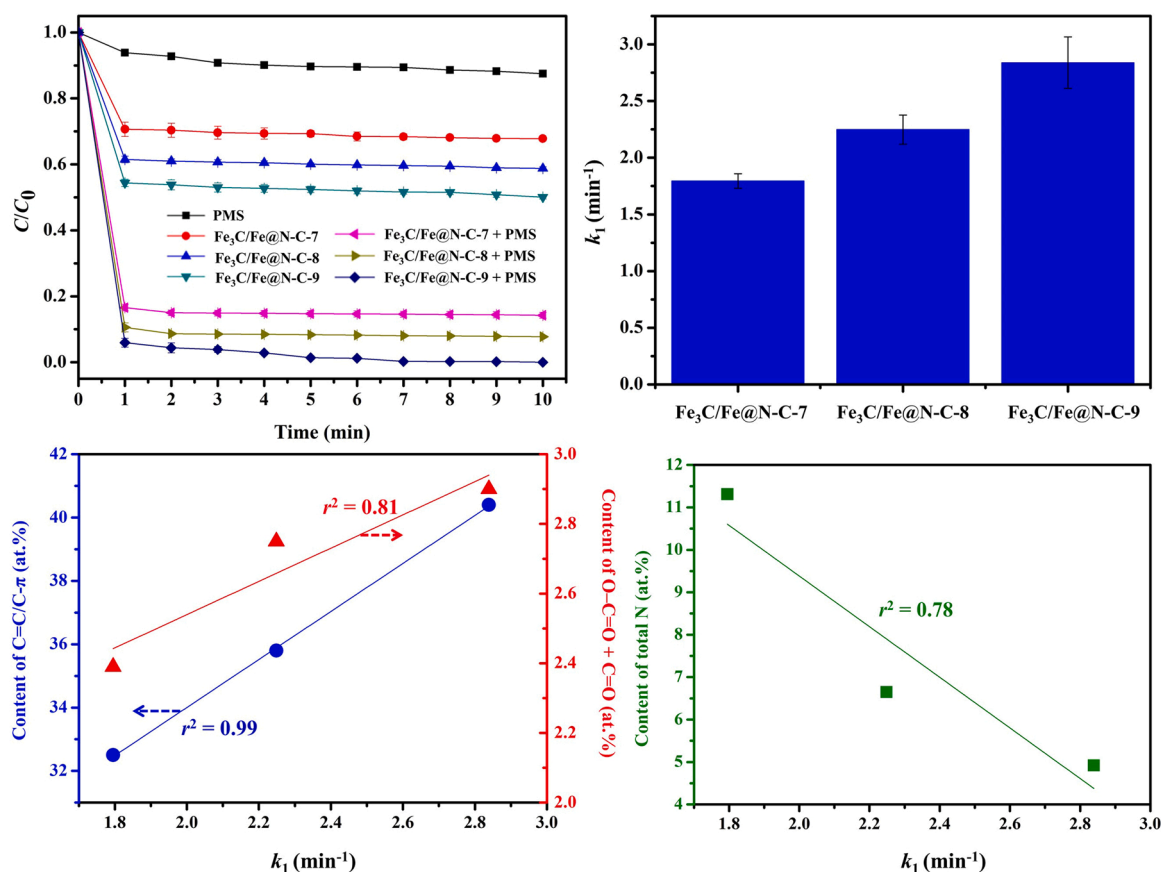 C/C₀
1.0
0.8
0.6
0.4
0.2
0.0
PMS
Fe₃C/Fe@N-C-7
Fe₃C/Fe@N-C-8
Fe₃C/Fe@N-C-9
Fe₃C/Fe@N-C-7 + PMS
Fe₃C/Fe@N-C-8 + PMS
Fe₃C/Fe@N-C-9 + PMS
0 1 2 3 4 5 6 7 8 9 10
Time (min)
k₁ (min⁻¹)
3.0
2.5
2.0
1.5
1.0
0.5
0.0
Fe₃C/Fe@N-C-7 Fe₃C/Fe@N-C-8 Fe₃C/Fe@N-C-9
Content of C=C/C-π (at.%)
42
40
38
36
34
32
r² = 0.81
r² = 0.99
3.0
2.8
2.6
2.4
2.2
2.0
Content of O–C=O + C=O
(at.%)
1.8 2.0 2.2 2.4 2.6 2.8 3.0
k₁ (min⁻¹)
Content of total N (at.%)
12
11
10
9
8
7
6
5
4
r² = 0.78
1.8 2.0 2.2 2.4 2.6 2.8 3.0
k₁ (min⁻¹)